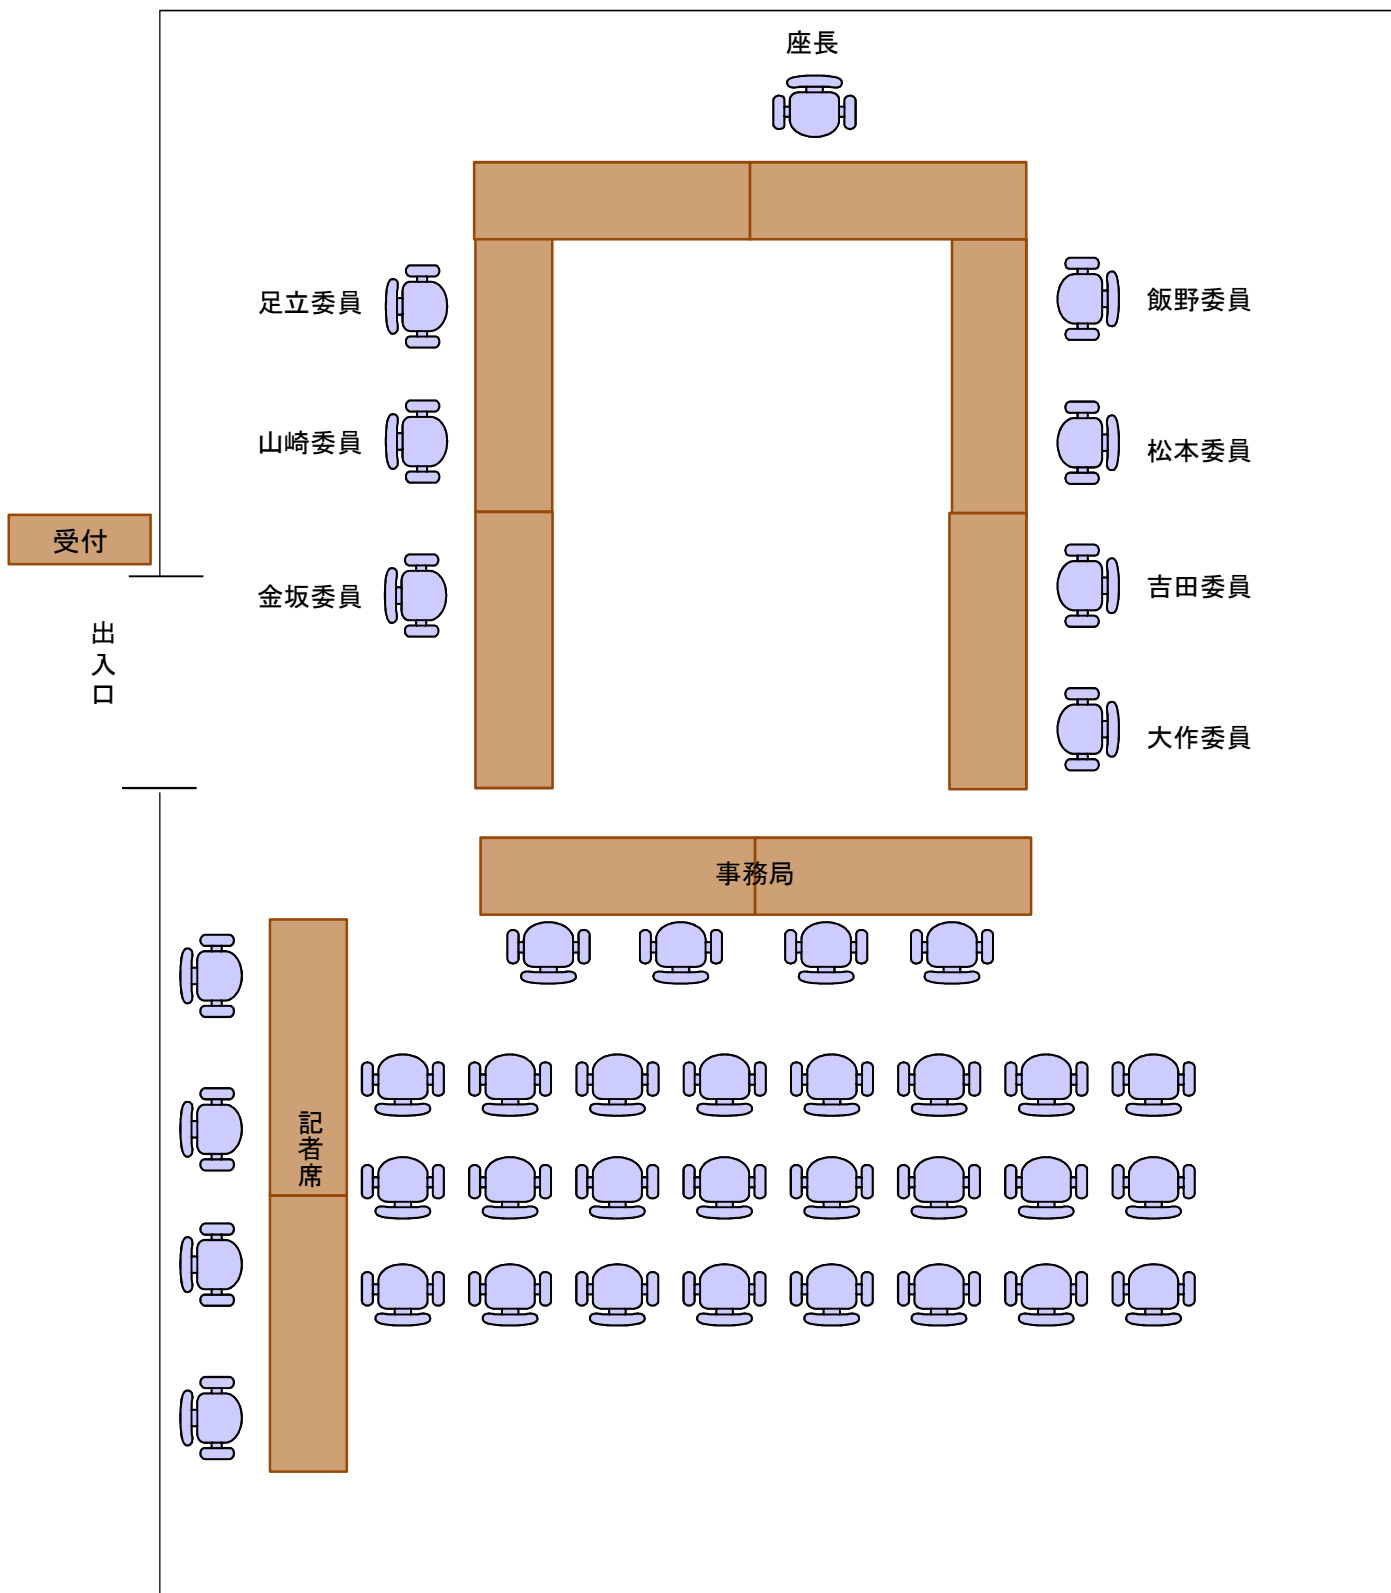 座長
足立委員
飯野委員
山崎委員
松本委員
受付
金坂委員
吉田委員
出入口
大作委員
事務局
記者席